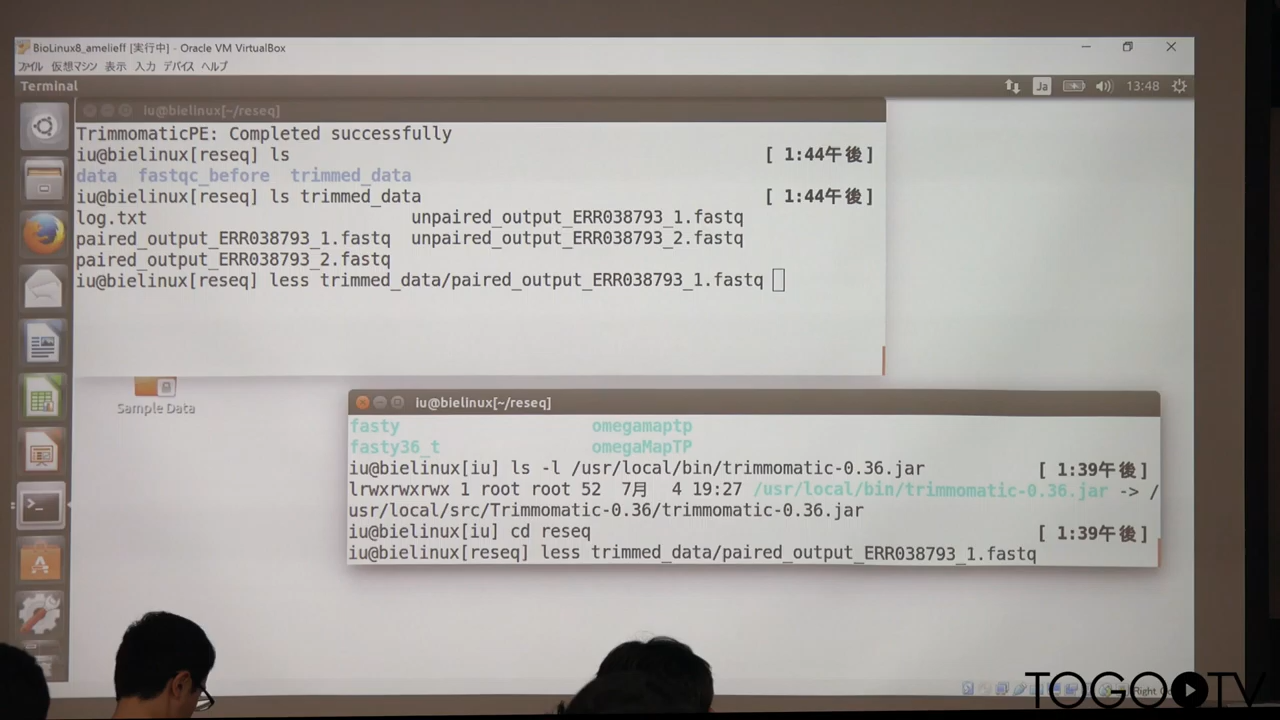 BioLinux8_amelieff [実行中] - Oracle VM VirtualBox
ファイル 仮想マシン 表示 入力 デバイス ヘルプ
Terminal
Ja
13:48
iu@bielinux[~/reseq]
TrimmomaticPE: Completed successfully
iu@bielinux[reseq] ls [ 1:44午後]
data fastqc_before trimmed_data
iu@bielinux[reseq] ls trimmed_data [ 1:44午後]
log.txt unpaired_output_ERR038793_1.fastq
paired_output_ERR038793_1.fastq unpaired_output_ERR038793_2.fastq
paired_output_ERR038793_2.fastq
iu@bielinux[reseq] less trimmed_data/paired_output_ERR038793_1.fastq
Sample Data
iu@bielinux[~/reseq]
fasty omegamaptp
fasty36_t omegaMapTP
iu@bielinux[iu] ls -l /usr/local/bin/trimmomatic-0.36.jar [ 1:39午後]
lrwxrwxrwx 1 root root 52 7月 4 19:27 /usr/local/bin/trimmomatic-0.36.jar -> /
usr/local/src/Trimmomatic-0.36/trimmomatic-0.36.jar
iu@bielinux[iu] cd reseq [ 1:39午後]
iu@bielinux[reseq] less trimmed_data/paired_output_ERR038793_1.fastq
Right
TOGO TV